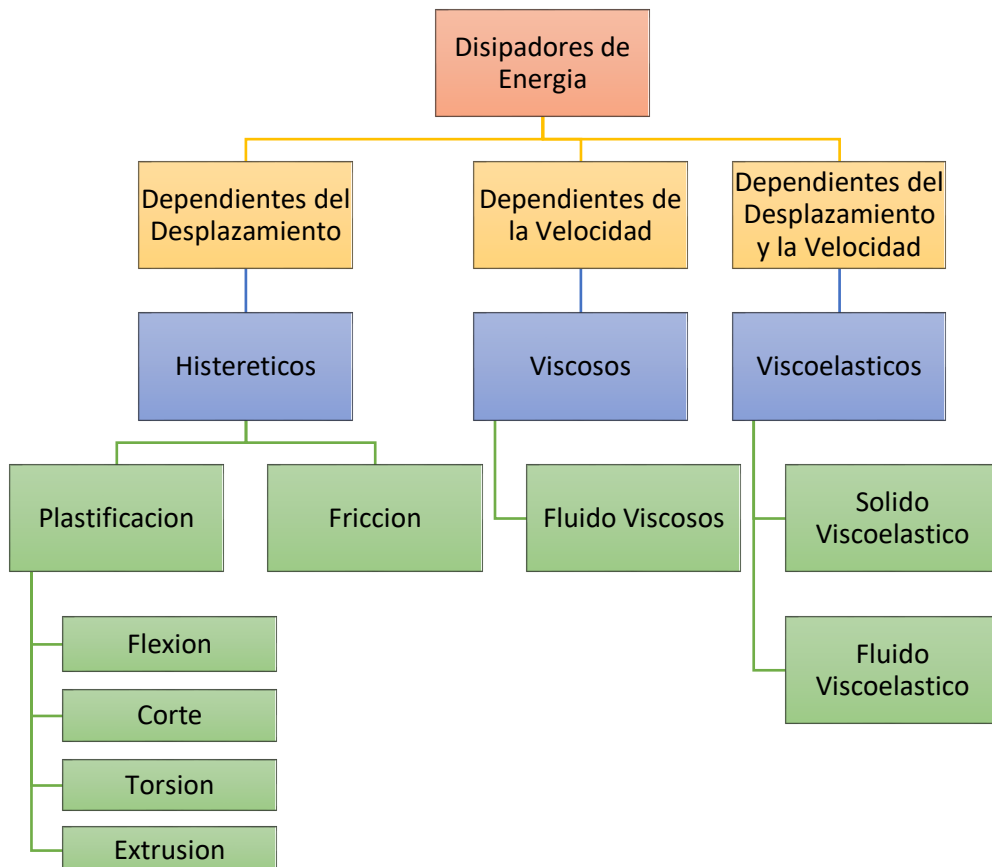 Disipadores de
Energia
Dependientes del
Desplazamiento
Dependientes de
la Velocidad
Dependientes del
Desplazamiento
y la Velocidad
Histereticos
Viscosos
Viscoelasticos
Plastificacion
Friccion
Fluido Viscosos
Solido
Viscoelastico
Flexion
Corte
Torsion
Extrusion
Fluido
Viscoelastico